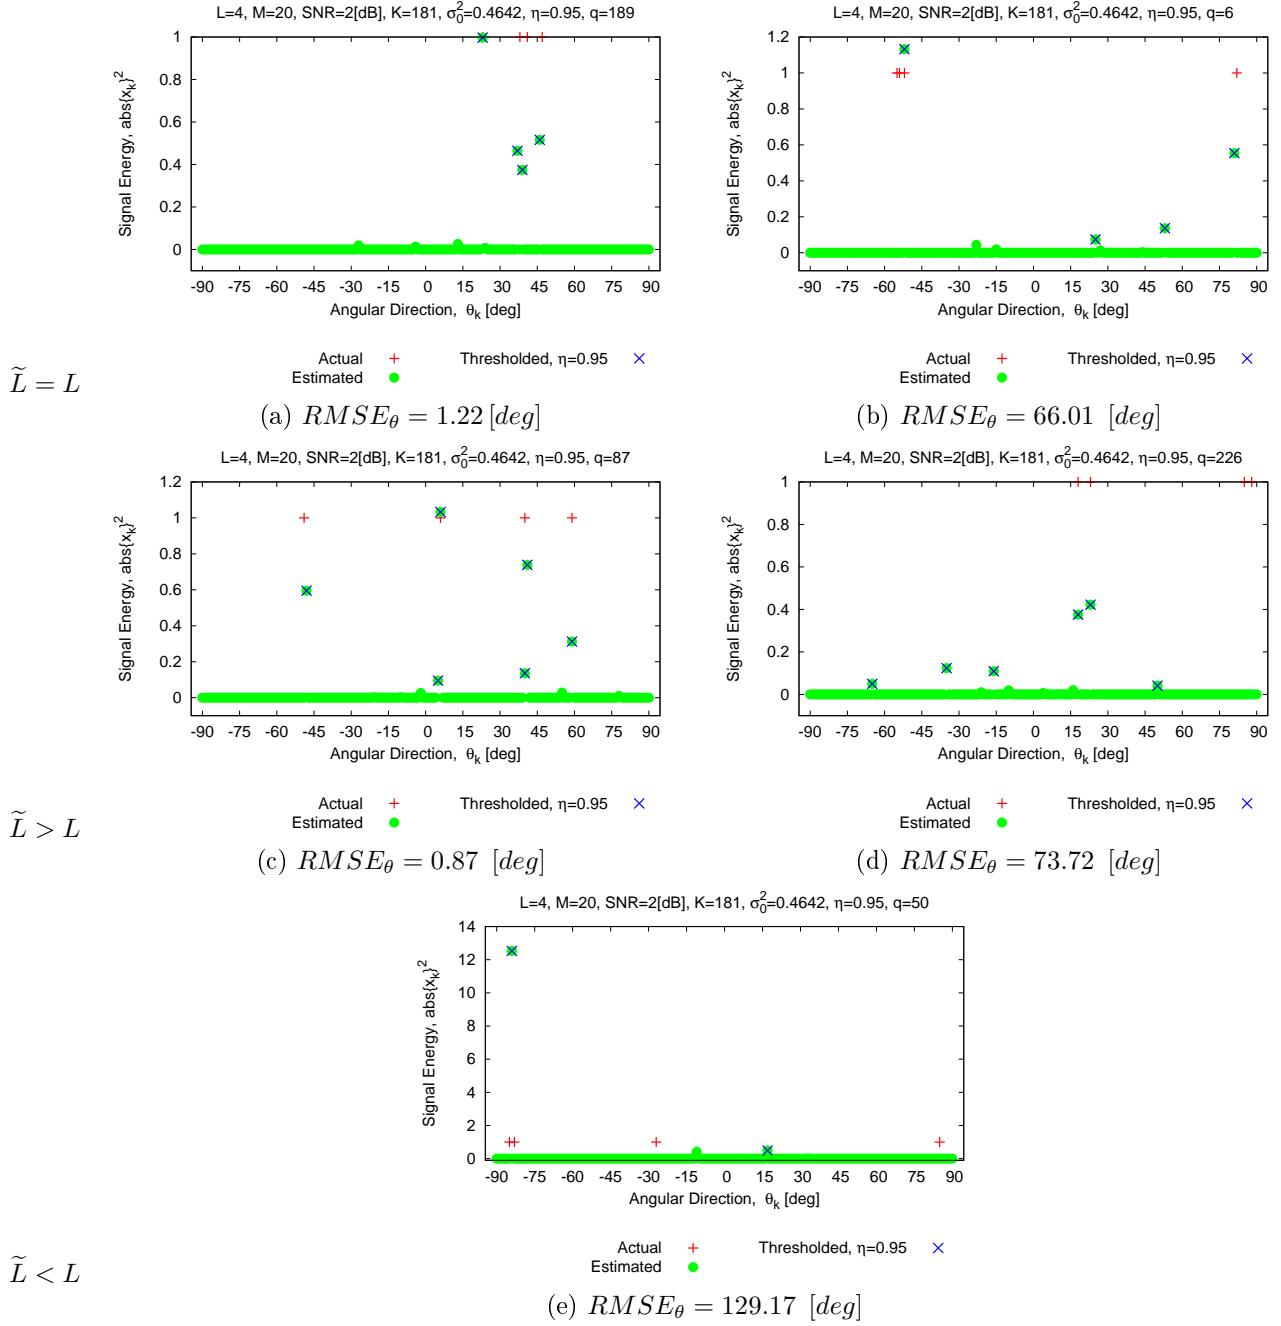 L=4, M=20, SNR=2[dB], K=181, σ₀²=0.4642, η=0.95, q=189
Signal Energy, abs{xₖ}²
1
0.8
0.6
0.4
0.2
0
-90 -75 -60 -45 -30 -15 0 15 30 45 60 75 90
Angular Direction, θₖ [deg]
Actual Thresholded, η=0.95
Estimated
(a) RMSE_θ = 1.22 [deg]
L=4, M=20, SNR=2[dB], K=181, σ₀²=0.4642, η=0.95, q=6
Signal Energy, abs{xₖ}²
1.2
1
0.8
0.6
0.4
0.2
0
-90 -75 -60 -45 -30 -15 0 15 30 45 60 75 90
Angular Direction, θₖ [deg]
Actual Thresholded, η=0.95
Estimated
(b) RMSE_θ = 66.01 [deg]
L̃ = L
L=4, M=20, SNR=2[dB], K=181, σ₀²=0.4642, η=0.95, q=87
Signal Energy, abs{xₖ}²
1.2
1
0.8
0.6
0.4
0.2
0
-90 -75 -60 -45 -30 -15 0 15 30 45 60 75 90
Angular Direction, θₖ [deg]
Actual Thresholded, η=0.95
Estimated
(c) RMSE_θ = 0.87 [deg]
L=4, M=20, SNR=2[dB], K=181, σ₀²=0.4642, η=0.95, q=226
Signal Energy, abs{xₖ}²
1
0.8
0.6
0.4
0.2
0
-90 -75 -60 -45 -30 -15 0 15 30 45 60 75 90
Angular Direction, θₖ [deg]
Actual Thresholded, η=0.95
Estimated
(d) RMSE_θ = 73.72 [deg]
L̃ > L
L=4, M=20, SNR=2[dB], K=181, σ₀²=0.4642, η=0.95, q=50
Signal Energy, abs{xₖ}²
14
12
10
8
6
4
2
0
-90 -75 -60 -45 -30 -15 0 15 30 45 60 75 90
Angular Direction, θₖ [deg]
Actual Thresholded, η=0.95
Estimated
(e) RMSE_θ = 129.17 [deg]
L̃ < L